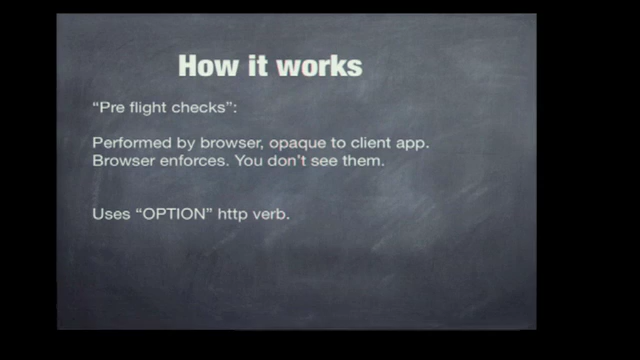 How it works
“Pre flight checks”:
Performed by browser, opaque to client app.
Browser enforces. You don’t see them.
Uses “OPTION” http verb.